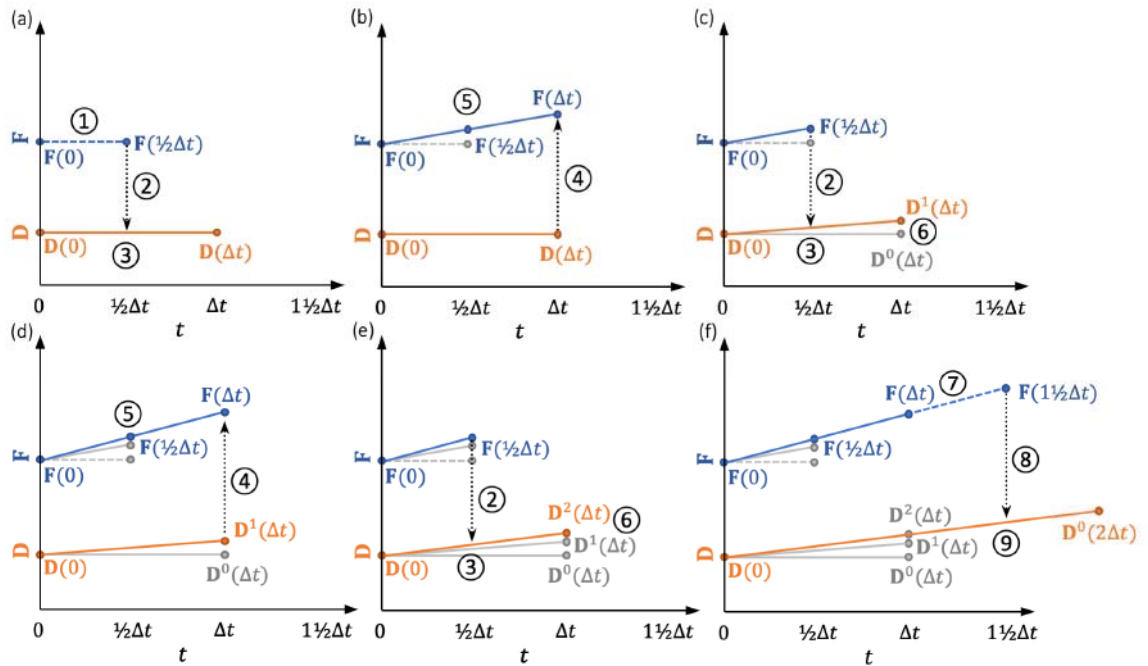 (a)
①
F
F(0)
F(½Δt)
②
D
D(0)
③
D(Δt)
0
½Δt
Δt
1½Δt
t
(b)
⑤
F(Δt)
F
F(0)
F(½Δt)
④
D
D(0)
D(Δt)
0
½Δt
Δt
1½Δt
t
(c)
F
F(½Δt)
F(0)
②
D¹(Δt)
D
D(0)
③
⑥
D⁰(Δt)
0
½Δt
Δt
1½Δt
t
(d)
F(Δt)
⑤
F
F(½Δt)
F(0)
④
D¹(Δt)
D
D(0)
D⁰(Δt)
0
½Δt
Δt
1½Δt
t
(e)
F
F(½Δt)
F(0)
②
D²(Δt)
⑥
D¹(Δt)
D
D(0)
③
D⁰(Δt)
0
½Δt
Δt
1½Δt
t
(f)
F(Δt)
⑦
F(1½Δt)
F
F(½Δt)
F(0)
⑧
D²(Δt)
D⁰(2Δt)
D¹(Δt)
⑨
D
D(0)
D⁰(Δt)
0
½Δt
Δt
1½Δt
t